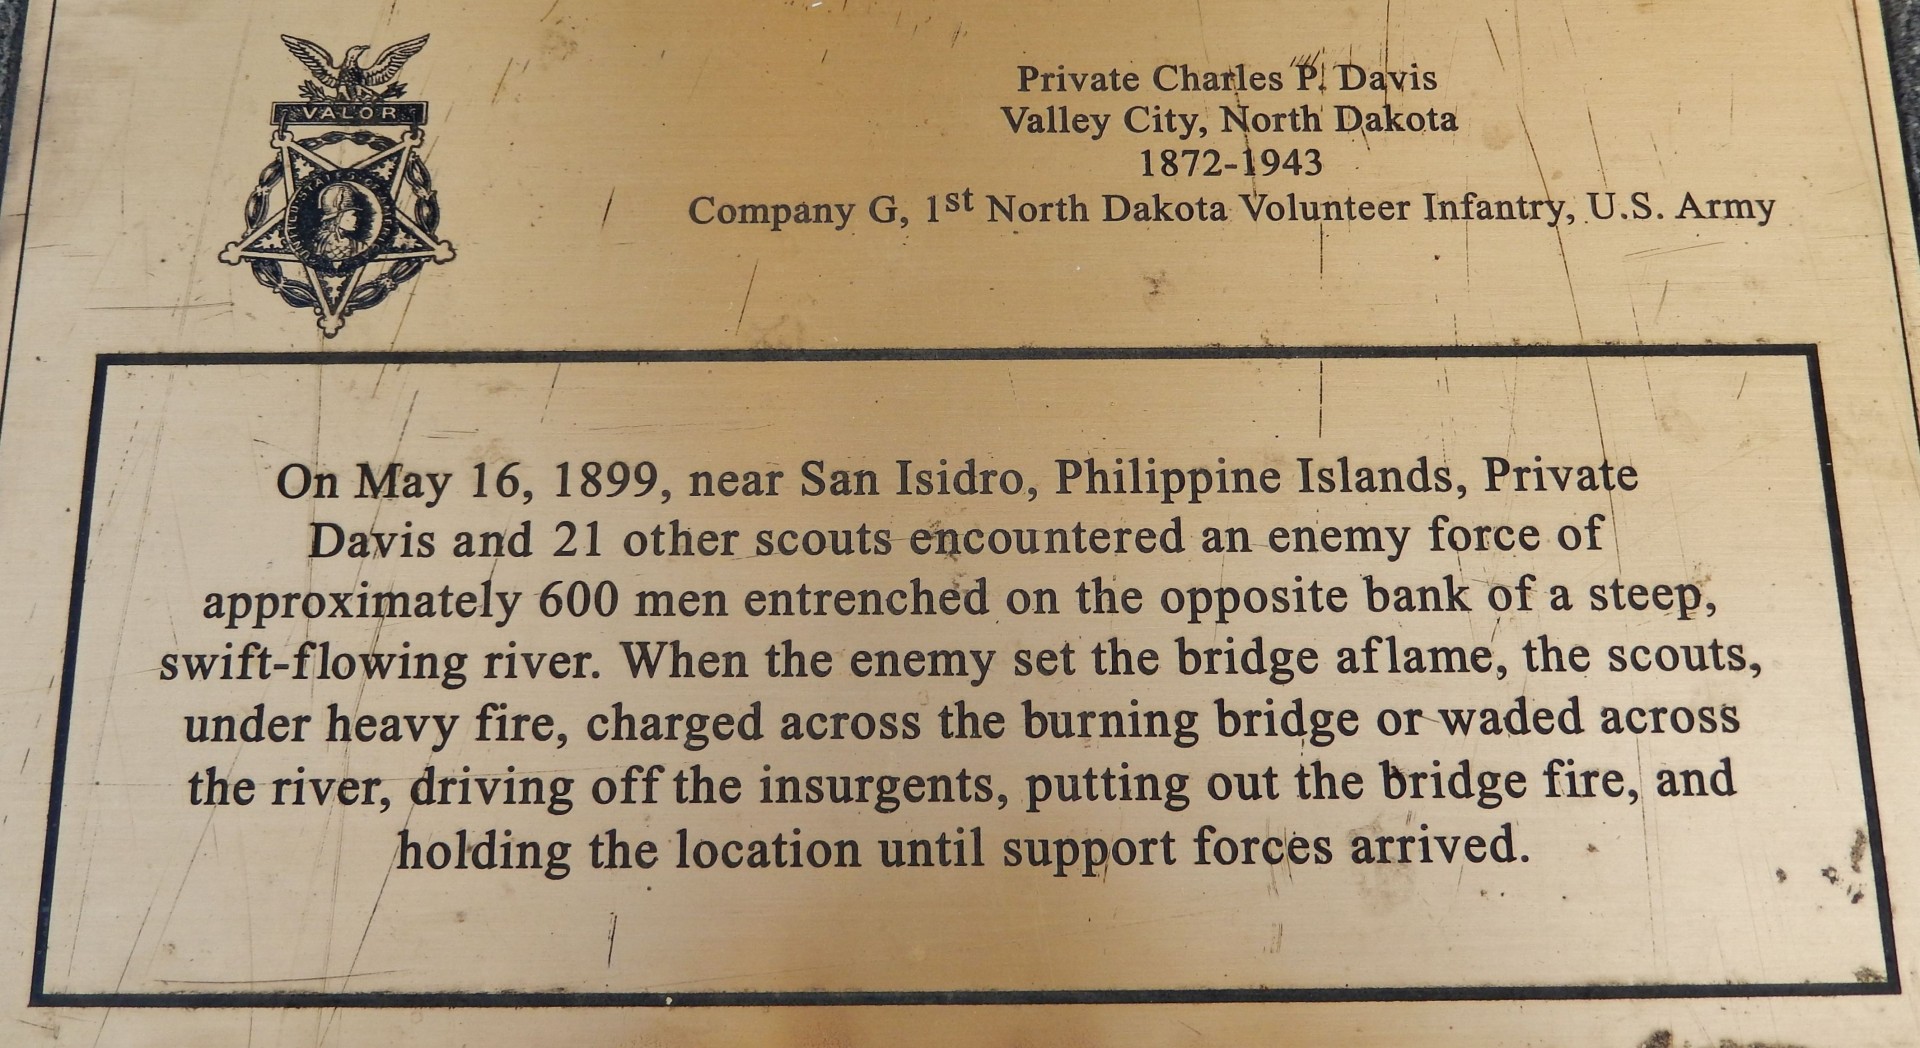 VALOR
Private Charles P. Davis
Valley City, North Dakota
1872-1943
Company G, 1st North Dakota Volunteer Infantry, U.S. Army
On May 16, 1899, near San Isidro, Philippine Islands, Private
Davis and 21 other scouts encountered an enemy force of
approximately 600 men entrenched on the opposite bank of a steep,
swift-flowing river. When the enemy set the bridge aflame, the scouts,
under heavy fire, charged across the burning bridge or waded across
the river, driving off the insurgents, putting out the bridge fire, and
holding the location until support forces arrived.